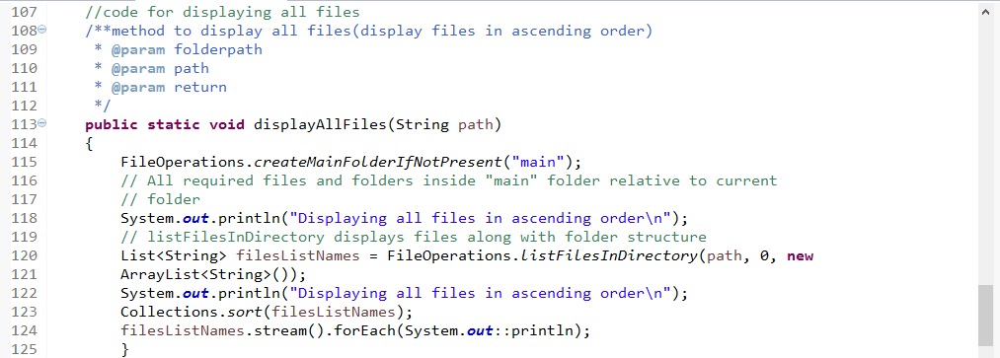 107 //code for displaying all files
108 /**method to display all files(display files in ascending order)
109 * @param folderpath
110 * @param path
111 * @param return
112 */
113 public static void displayAllFiles(String path)
114 {
115 FileOperations.createMainFolderIfNotPresent("main");
116 // All required files and folders inside "main" folder relative to current
117 // folder
118 System.out.println("Displaying all files in ascending order\n");
119 // listFilesInDirectory displays files along with folder structure
120 List<String> filesListNames = FileOperations.listFilesInDirectory(path, 0, new
121 ArrayList<String>());
122 System.out.println("Displaying all files in ascending order\n");
123 Collections.sort(filesListNames);
124 filesListNames.stream().forEach(System.out::println);
125 }